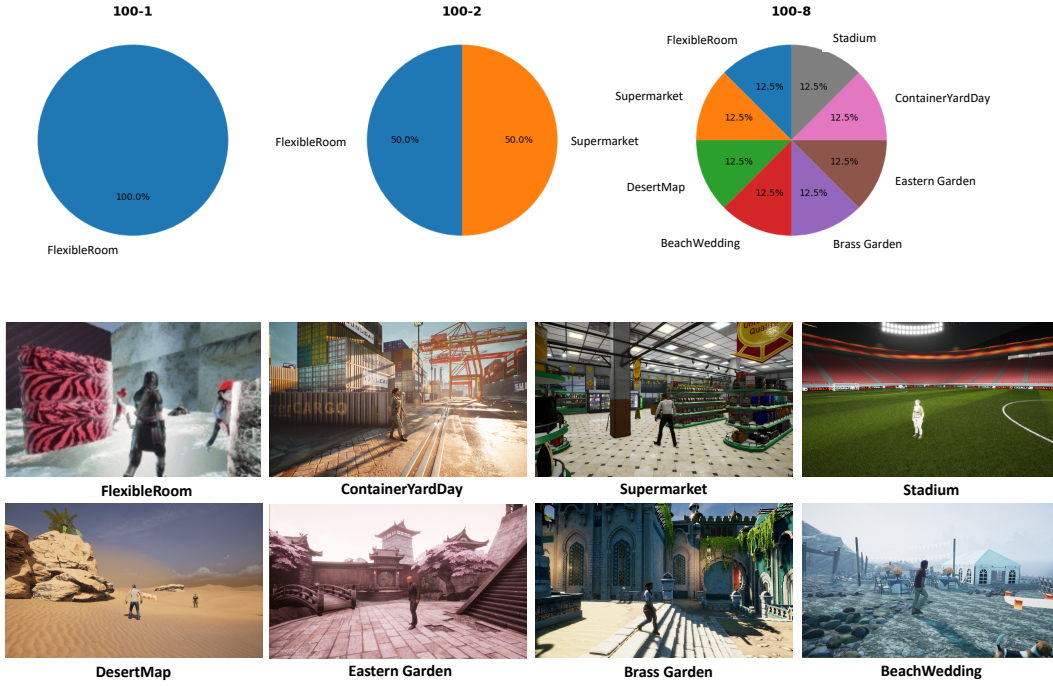 100-1
100-2
100-8
100.0%
FlexibleRoom
FlexibleRoom
50.0%
50.0%
Supermarket
FlexibleRoom
Stadium
Supermarket
12.5%
12.5%
ContainerYardDay
12.5%
12.5%
DesertMap
12.5%
12.5%
Eastern Garden
12.5%
12.5%
BeachWedding
Brass Garden
CARGO
Quality
FlexibleRoom
ContainerYardDay
Supermarket
Stadium
DesertMap
Eastern Garden
Brass Garden
BeachWedding